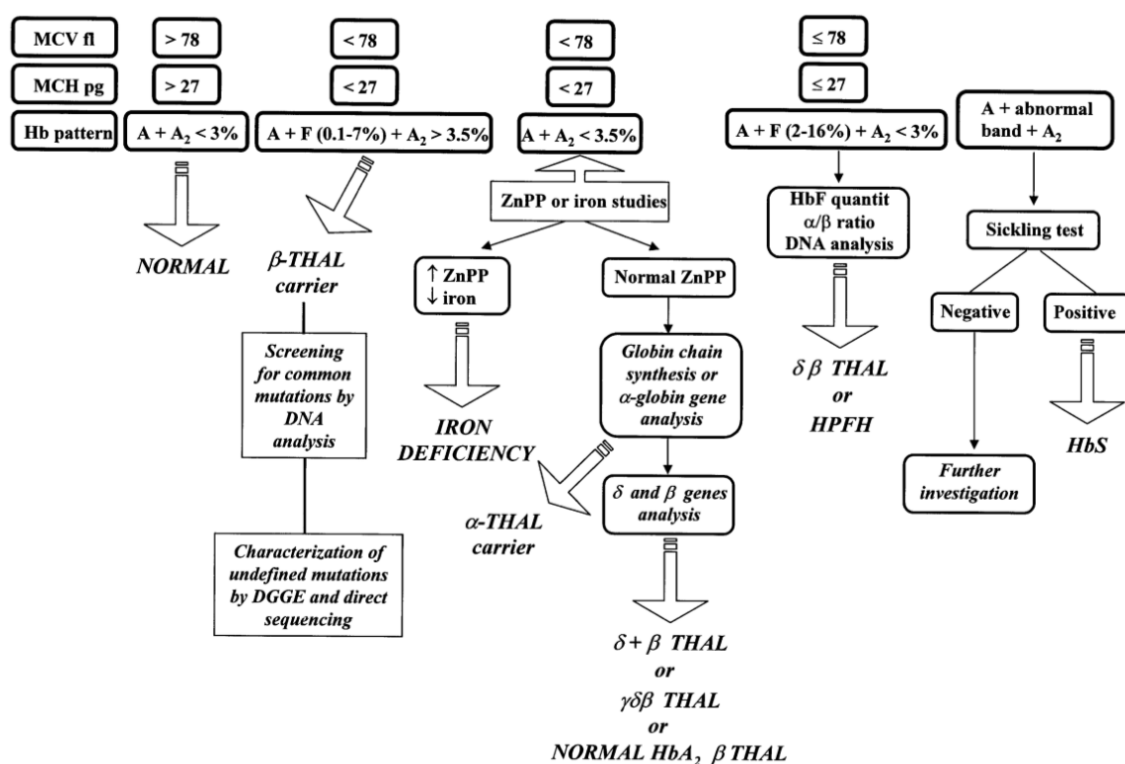 MCV fl
> 78
< 78
< 78
≤ 78
MCH pg
> 27
< 27
< 27
≤ 27
Hb pattern
A + A₂ < 3%
A + F (0.1-7%) + A₂ > 3.5%
A + A₂ < 3.5%
A + F (2-16%) + A₂ < 3%
A + abnormal
band + A₂
NORMAL
β-THAL
carrier
Screening
for common
mutations by
DNA
analysis
Characterization of
undefined mutations
by DGGE and direct
sequencing
ZnPP or iron studies
↑ ZnPP
↓ iron
IRON
DEFICIENCY
Normal ZnPP
Globin chain
synthesis or
α-globin gene
analysis
α-THAL
carrier
δ and β genes
analysis
δ + β THAL
or
γδβ THAL
or
NORMAL HbA₂ β THAL
HbF quantit
α/β ratio
DNA analysis
δ β THAL
or
HPFH
Sickling test
Negative
Positive
Further
investigation
HbS